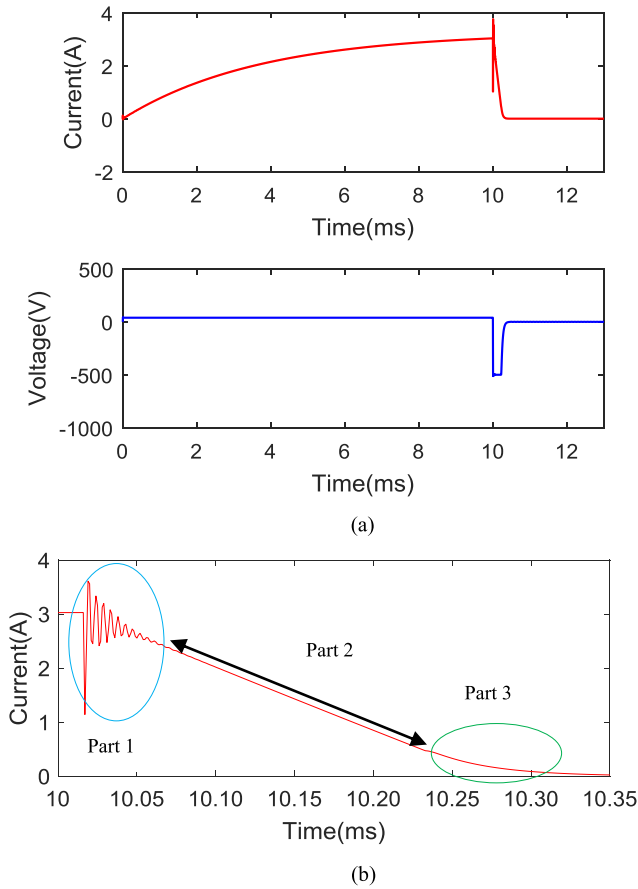 4
2
0
-2
Current(A)
0 2 4 6 8 10 12
Time(ms)
500
0
-500
-1000
Voltage(V)
0 2 4 6 8 10 12
Time(ms)
(a)
4
3
2
1
0
Current(A)
Part 1
Part 2
Part 3
10 10.05 10.10 10.15 10.20 10.25 10.30 10.35
Time(ms)
(b)